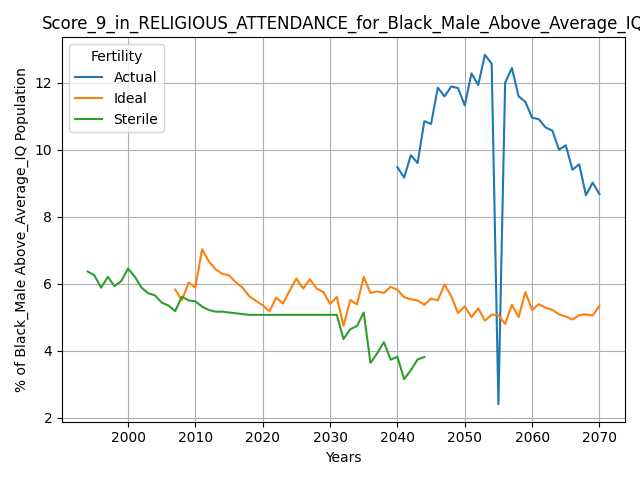 Score_9_in_RELIGIOUS_ATTENDANCE_for_Black_Male_Above_Average_IQ
Fertility
Actual
Ideal
Sterile
% of Black_Male Above_Average_IQ Population
12
10
8
6
4
2
2000 2010 2020 2030 2040 2050 2060 2070
Years